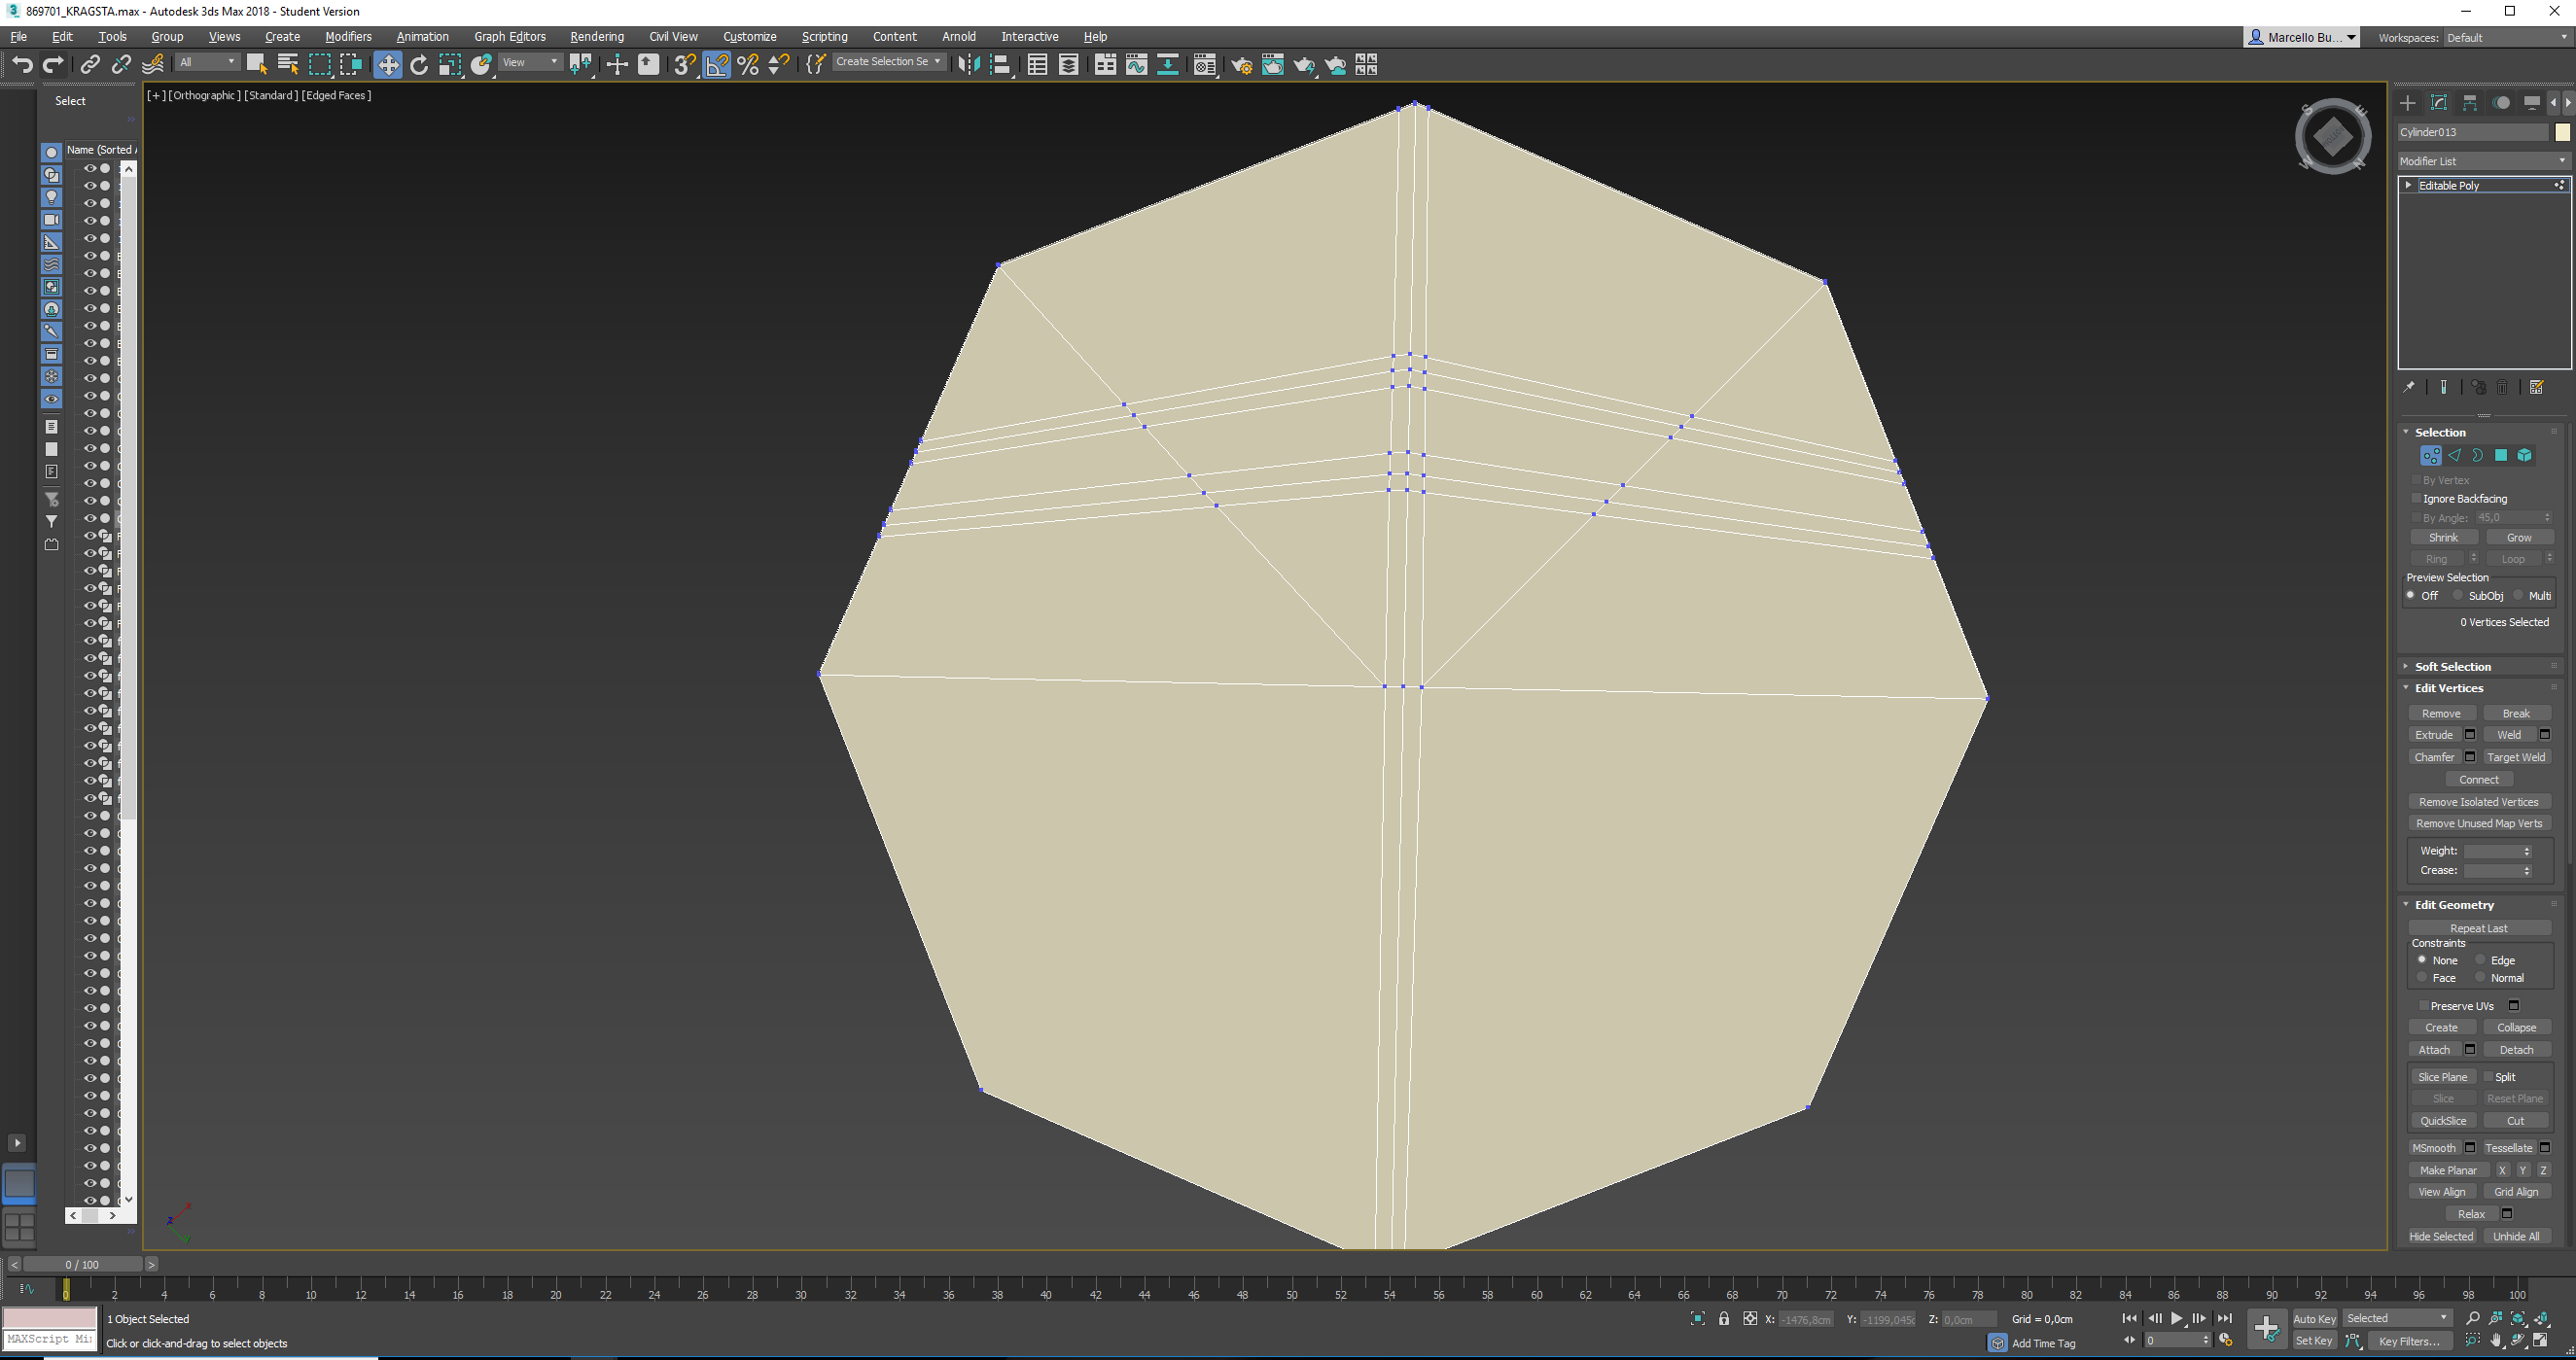 869701_KRAGSTA.max - Autodesk 3ds Max 2018 - Student Version
File Edit Tools Group Views Create Modifiers Animation Graph Editors Rendering Civil View Customize Scripting Content Arnold Interactive Help
Marcello Bu...
Workspaces: Default
All
View
Create Selection Se
Select
[+] [Orthographic] [Standard] [Edged Faces]
Name (Sorted
Cylinder013
Modifier List
Editable Poly
Selection
By Vertex
Ignore Backfacing
By Angle: 45,0
Shrink Grow
Ring Loop
Preview Selection
Off SubObj Multi
0 Vertices Selected
Soft Selection
Edit Vertices
Remove Break
Extrude Weld
Chamfer Target Weld
Connect
Remove Isolated Vertices
Remove Unused Map Verts
Weight:
Crease:
Edit Geometry
Repeat Last
Constraints
None Edge
Face Normal
Preserve UVs
Create Collapse
Attach Detach
Slice Plane Split
Slice Reset Plane
QuickSlice Cut
MSmooth Tessellate
Make Planar X Y Z
View Align Grid Align
Relax
Hide Selected Unhide All
< 0 / 100 >
0 2 4 6 8 10 12 14 16 18 20 22 24 26 28 30 32 34 36 38 40 42 44 46 48 50 52 54 56 58 60 62 64 66 68 70 72 74 76 78 80 82 84 86 88 90 92 94 96 98 100
1 Object Selected
MAXScript Mi
Click or click-and-drag to select objects
X: -1476,8cm Y: -1199,045c Z: 0,0cm Grid = 0,0cm
Add Time Tag
0
Auto Key Selected
Set Key Key Filters...